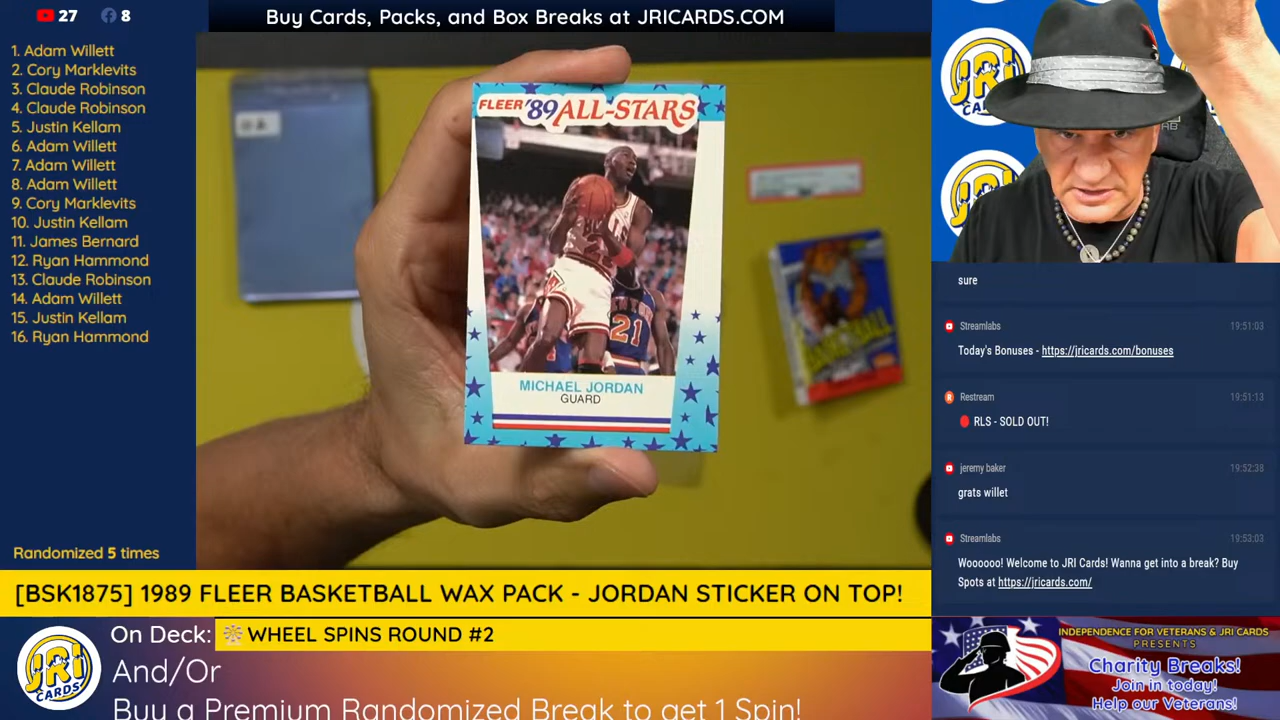 27
8
Buy Cards, Packs, and Box Breaks at JRICARDS.COM
1. Adam Willett
2. Cory Marklevits
3. Claude Robinson
4. Claude Robinson
5. Justin Kellam
6. Adam Willett
7. Adam Willett
8. Adam Willett
9. Cory Marklevits
10. Justin Kellam
11. James Bernard
12. Ryan Hammond
13. Claude Robinson
14. Adam Willett
15. Justin Kellam
16. Ryan Hammond
Randomized 5 times
FLEER '89 ALL-STARS
21
MICHAEL JORDAN
GUARD
JRI
CARDS
sure
Streamlabs 19:51:03
Today's Bonuses - https://jricards.com/bonuses
Restream 19:51:13
RLS - SOLD OUT!
jeremy baker 19:52:38
grats willet
Streamlabs 19:53:03
Woooooo! Welcome to JRI Cards! Wanna get into a break? Buy
Spots at https://jricards.com/
[BSK1875] 1989 FLEER BASKETBALL WAX PACK - JORDAN STICKER ON TOP!
JRI
CARDS
On Deck: WHEEL SPINS ROUND #2
And/Or
Buy a Premium Randomized Break to get 1 Spin!
INDEPENDENCE FOR VETERANS & JRI CARDS
PRESENTS
Charity Breaks!
Join in today!
Help our Veterans!